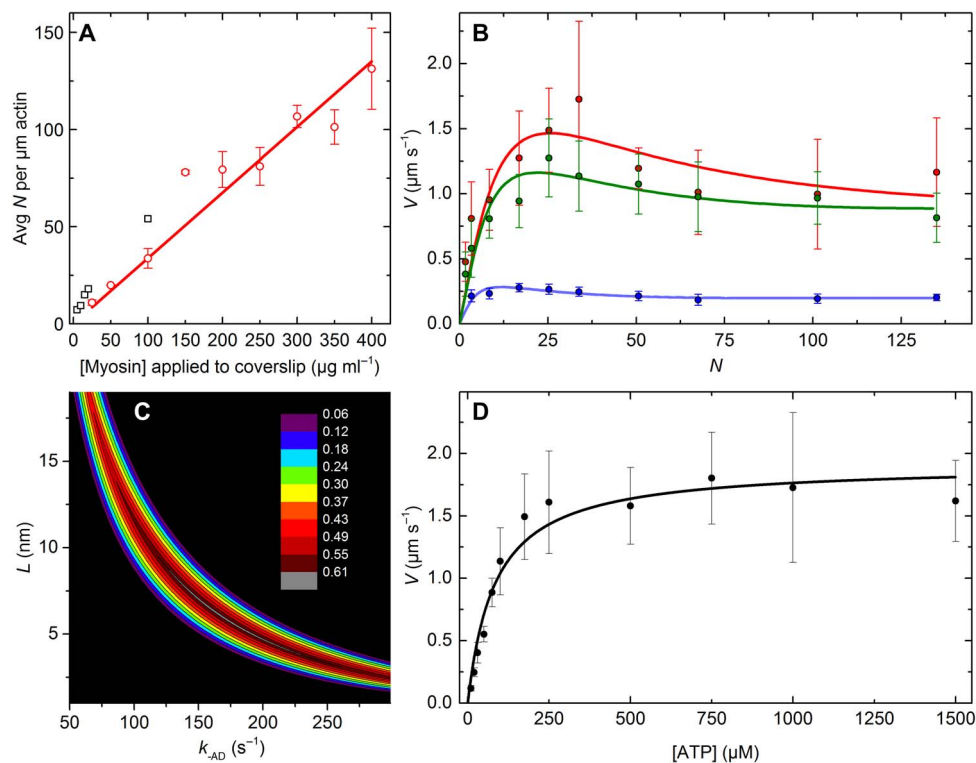 A
Avg N per µm actin
150
100
50
0
0 50 100 150 200 250 300 350 400
[Myosin] applied to coverslip (µg ml⁻¹)
B
V (µm s⁻¹)
2.0
1.5
1.0
0.5
0.0
0 25 50 75 100 125
N
C
L (nm)
15
10
5
50 100 150 200 250
k-AD (s⁻¹)
0.06
0.12
0.18
0.24
0.30
0.37
0.43
0.49
0.55
0.61
D
V (µm s⁻¹)
2.0
1.5
1.0
0.5
0.0
0 250 500 750 1000 1250 1500
[ATP] (µM)